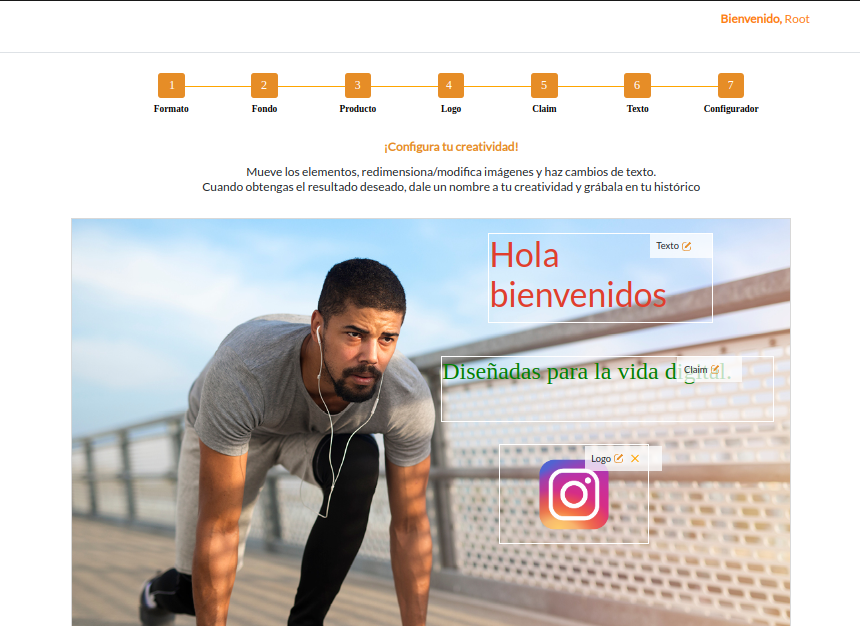 Bienvenido, Root
1 2 3 4 5 6 7
Formato Fondo Producto Logo Claim Texto Configurador
¡Configura tu creatividad!
Mueve los elementos, redimensiona/modifica imágenes y haz cambios de texto.
Cuando obtengas el resultado deseado, dale un nombre a tu creatividad y grábala en tu histórico
Texto
Hola
bienvenidos
Claim
Diseñadas para la vida digital.
Logo